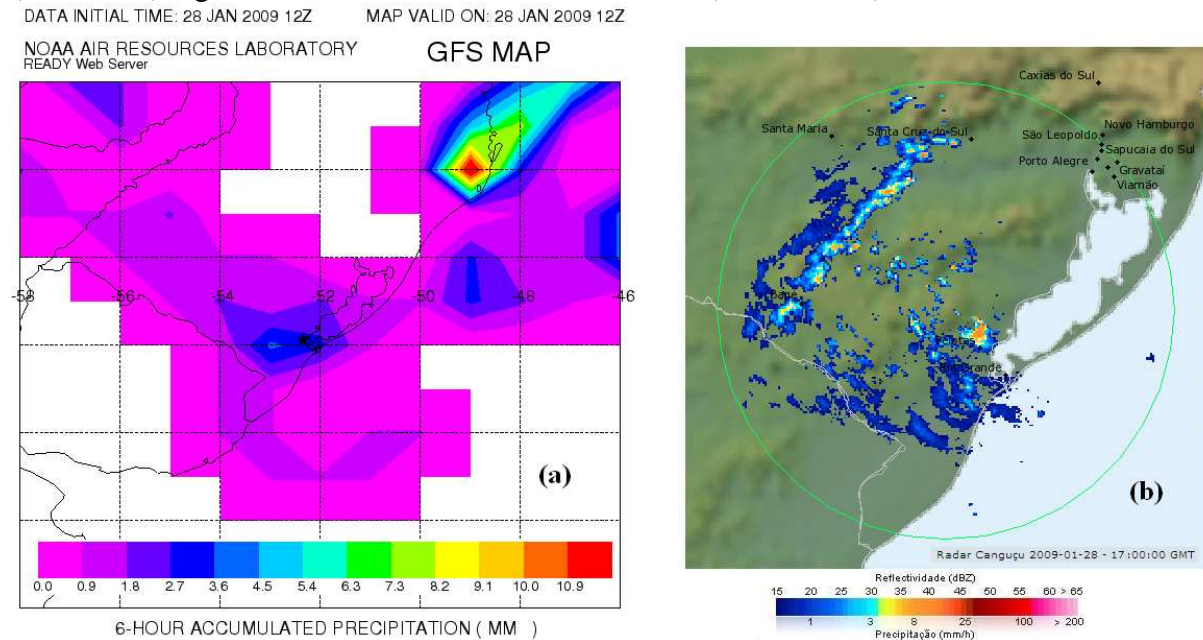 DATA INITIAL TIME: 28 JAN 2009 12Z MAP VALID ON: 28 JAN 2009 12Z
NOAA AIR RESOURCES LABORATORY
READY Web Server
GFS MAP
-58 -56 -54 -52 -50 -48 -46
(a)
0.0 0.9 1.8 2.7 3.6 4.5 5.4 6.3 7.3 8.2 9.1 10.0 10.9
6-HOUR ACCUMULATED PRECIPITATION ( MM )
Caxias do Sul
Santa Maria
Santa Cruz do Sul
Novo Hamburgo
São Leopoldo
Sapucaia do Sul
Porto Alegre
Gravataí
Viamão
Rio Grande
(b)
Radar Canguçu 2009-01-28 - 17:00:00 GMT
Reflectividade (dBZ)
15 20 25 30 35 40 45 50 55 60 > 65
1 3 8 25 100 > 200
Precipitação (mm/h)